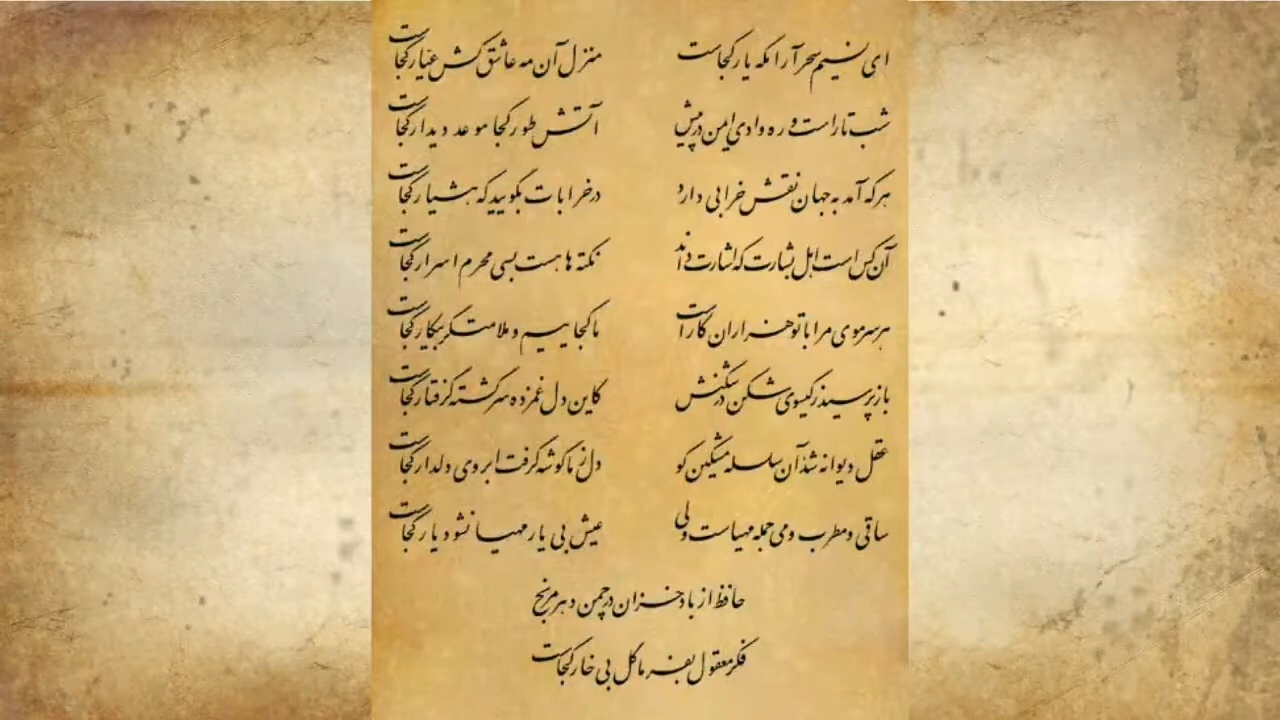 ای نسیم سحر آرامگه یار کجاست منزل آن مه عاشق کش عیار کجاست
شب تار است و ره وادی ایمن در پیش آتش طور کجا موعد دیدار کجاست
هر که آمد به جهان نقش خرابی دارد در خرابات بگویید که هشیار کجاست
آن کس است اهل بشارت که اشارت داند نکته ها هست بسی محرم اسرار کجاست
هر سر موی مرا با تو هزاران کار است ما کجاییم و ملامت گر بیکار کجاست
باز پرسید ز گیسوی شکن در شکنش کاین دل غمزده سرگشته گرفتار کجاست
عقل دیوانه شد آن سلسله مشکین کو دل ز ما گوشه گرفت ابروی دلدار کجاست
ساقی و مطرب و می جمله مهیاست ولی عیش بی یار مهیا نشود یار کجاست
حافظ از باد خزان در چمن دهر مرنج
فکر معقول بفرما گل بی خار کجاست